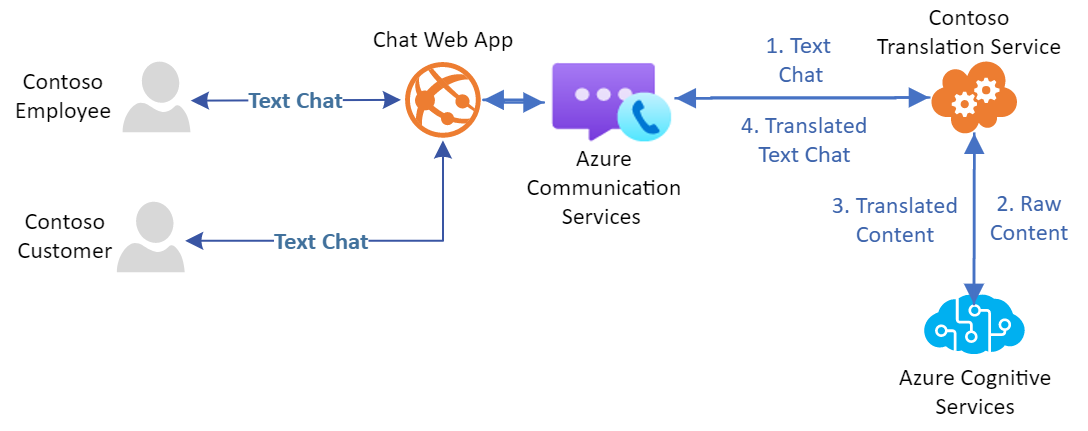 Contoso
Employee
Text Chat
Chat Web App
Contoso
Customer
Text Chat
Azure
Communication
Services
1. Text
Chat
4. Translated
Text Chat
Contoso
Translation Service
3. Translated
Content
2. Raw
Content
Azure Cognitive
Services